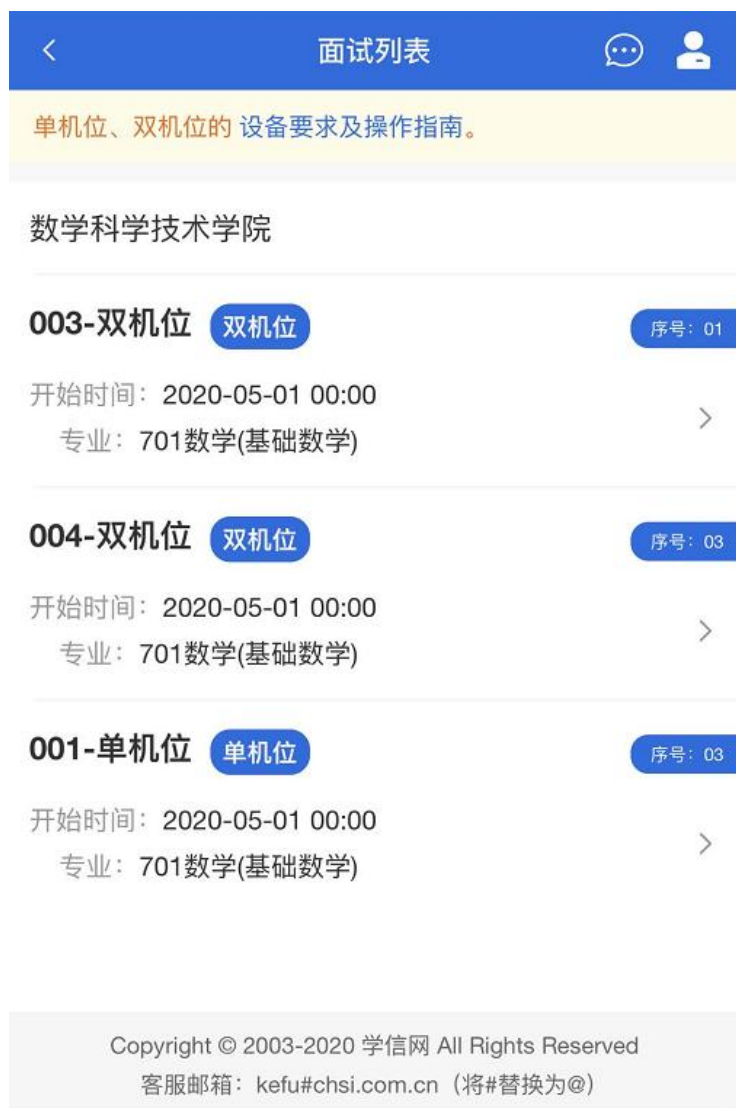 面试列表
单机位、双机位的 设备要求及操作指南。
数学科学技术学院
003-双机位 双机位 序号：01
开始时间：2020-05-01 00:00
专业：701数学(基础数学)
004-双机位 双机位 序号：03
开始时间：2020-05-01 00:00
专业：701数学(基础数学)
001-单机位 单机位 序号：03
开始时间：2020-05-01 00:00
专业：701数学(基础数学)
Copyright © 2003-2020 学信网 All Rights Reserved
客服邮箱：kefu#chsi.com.cn（将#替换为@）